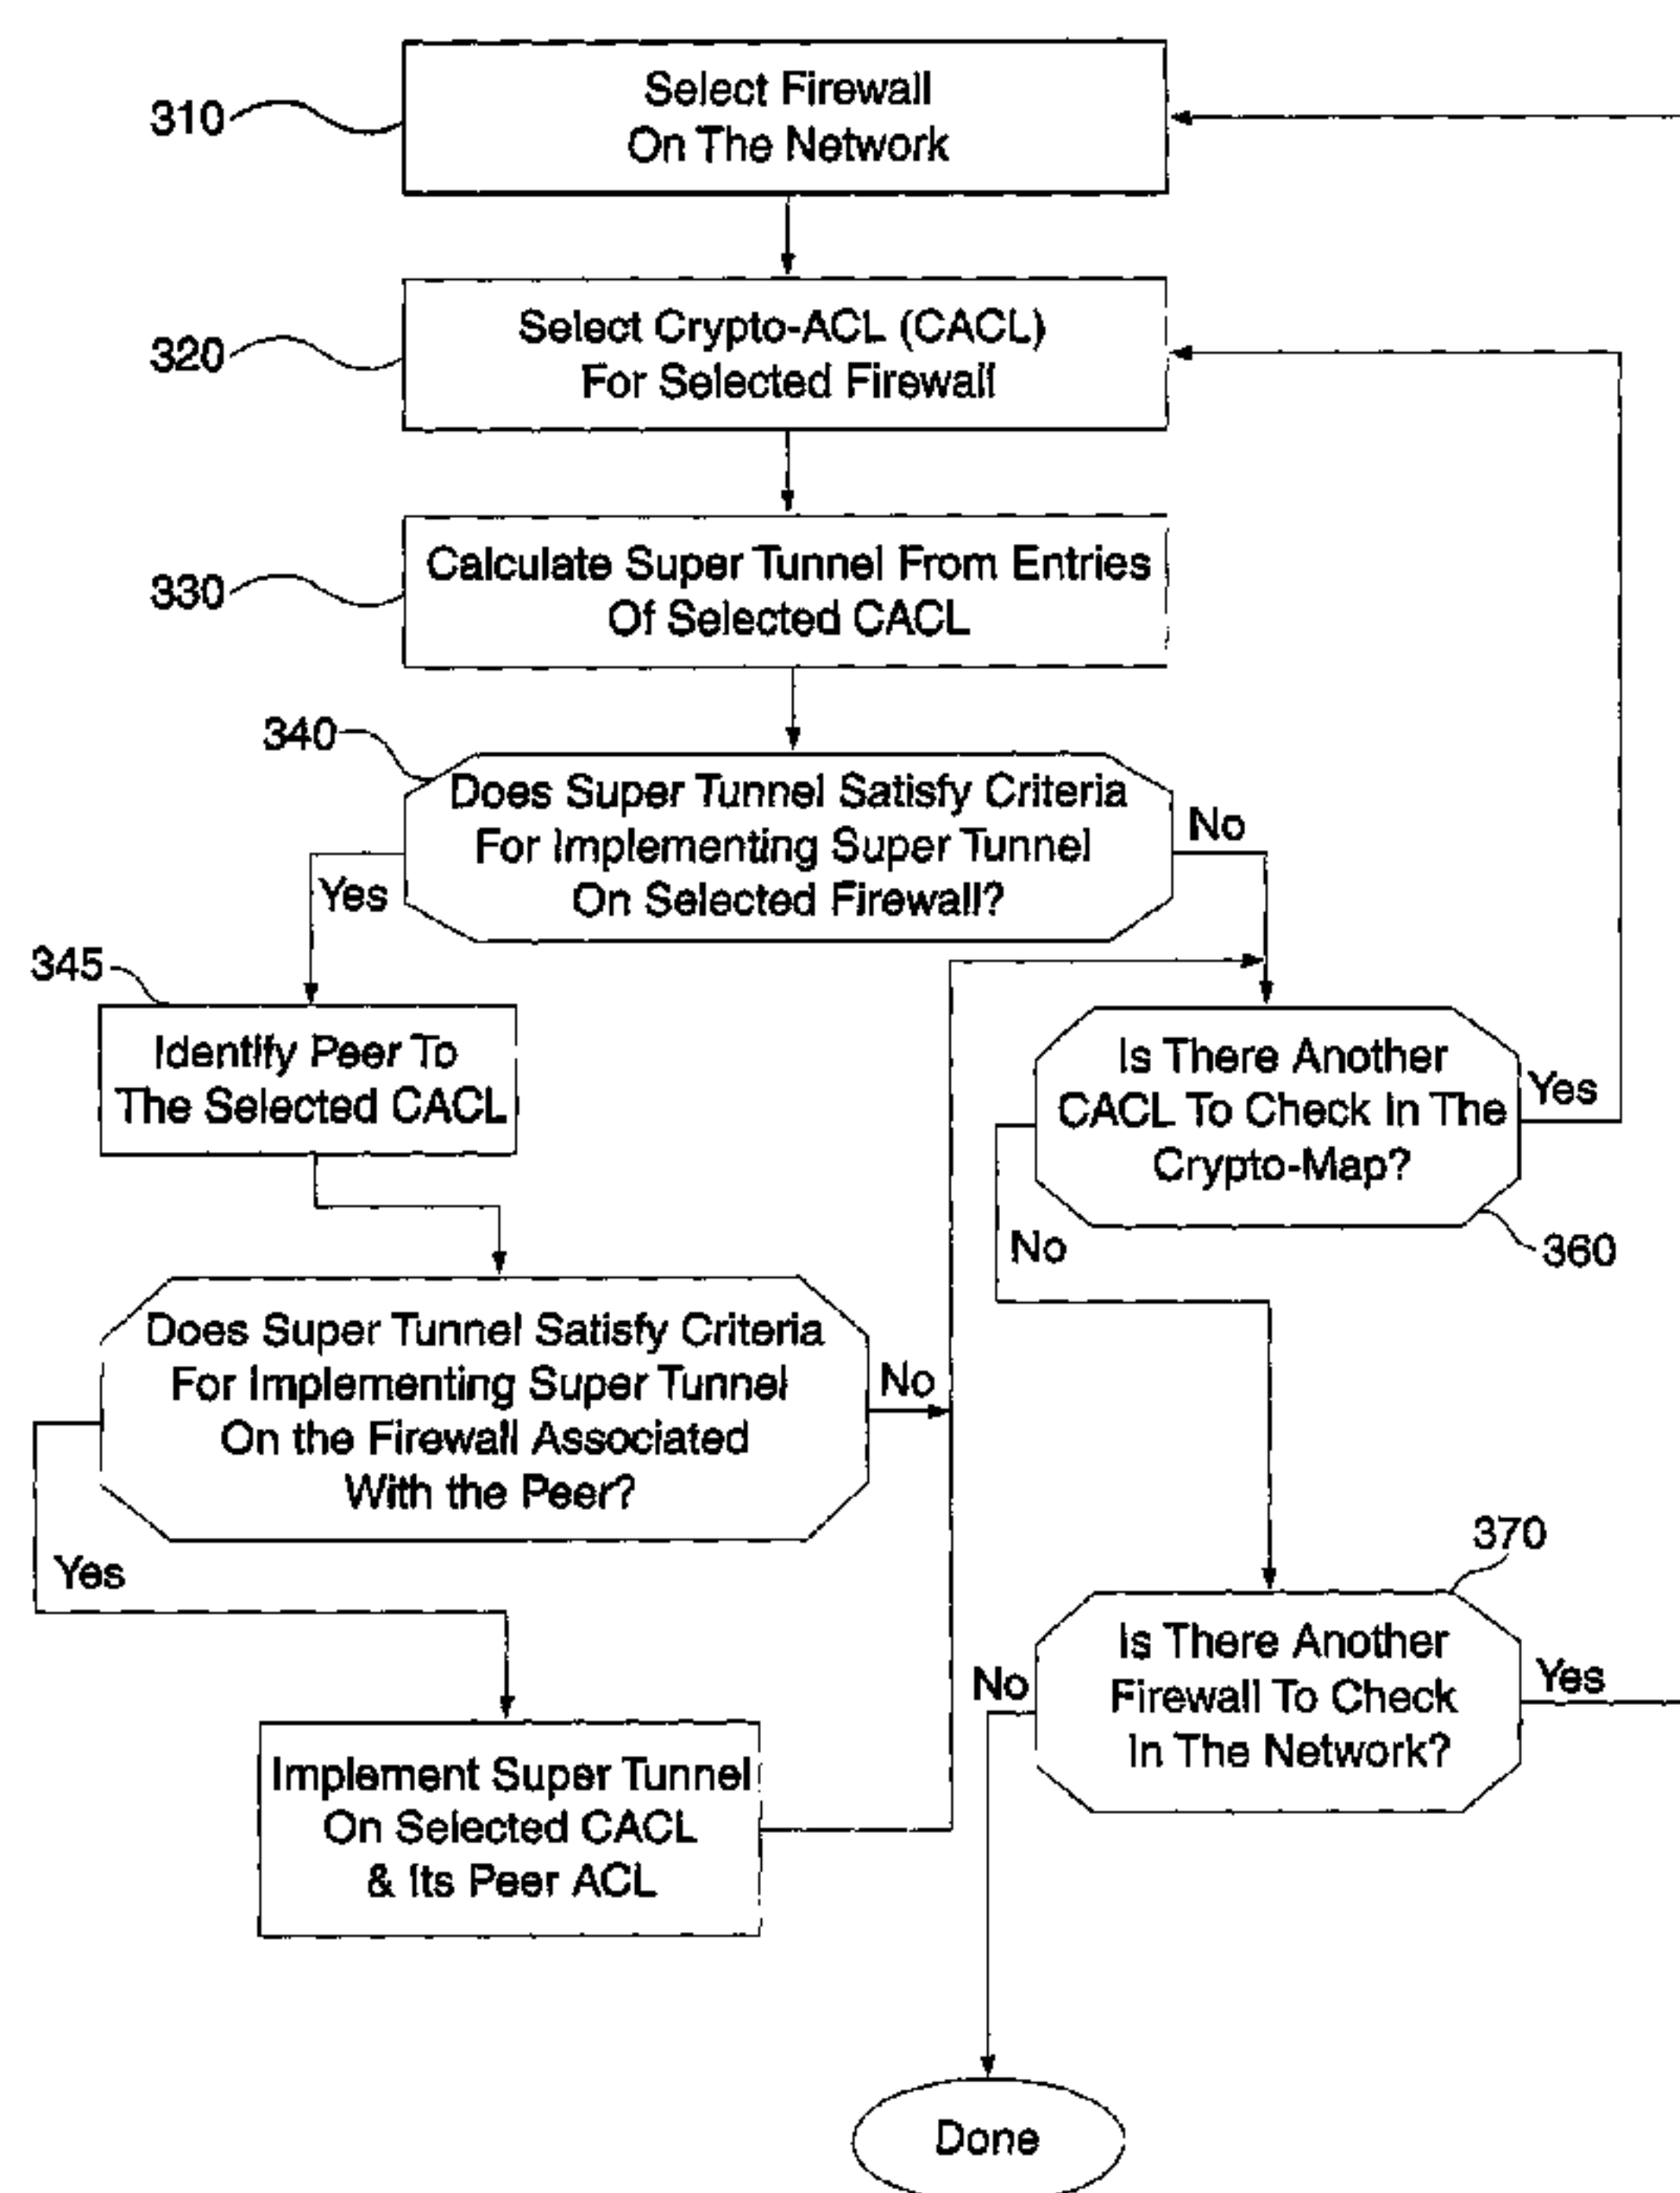 310
Select Firewall
On The Network
320
Select Crypto-ACL (CACL)
For Selected Firewall
330
Calculate Super Tunnel From Entries
Of Selected CACL
340
Does Super Tunnel Satisfy Criteria
For Implementing Super Tunnel
On Selected Firewall?
No
Yes
345
Identify Peer To
The Selected CACL
Is There Another
CACL To Check In The
Crypto-Map?
Yes
No
360
Does Super Tunnel Satisfy Criteria
For Implementing Super Tunnel
On the Firewall Associated
With the Peer?
No
Yes
370
Is There Another
Firewall To Check
In The Network?
No
Yes
Implement Super Tunnel
On Selected CACL
& Its Peer ACL
Done